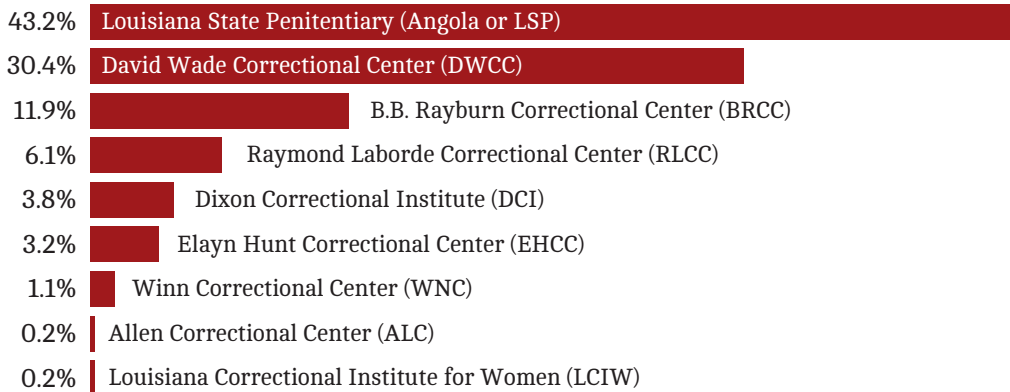 43.2% Louisiana State Penitentiary (Angola or LSP)
30.4% David Wade Correctional Center (DWCC)
11.9% B.B. Rayburn Correctional Center (BRCC)
6.1% Raymond Laborde Correctional Center (RLCC)
3.8% Dixon Correctional Institute (DCI)
3.2% Elayn Hunt Correctional Center (EHCC)
1.1% Winn Correctional Center (WNC)
0.2% Allen Correctional Center (ALC)
0.2% Louisiana Correctional Institute for Women (LCIW)